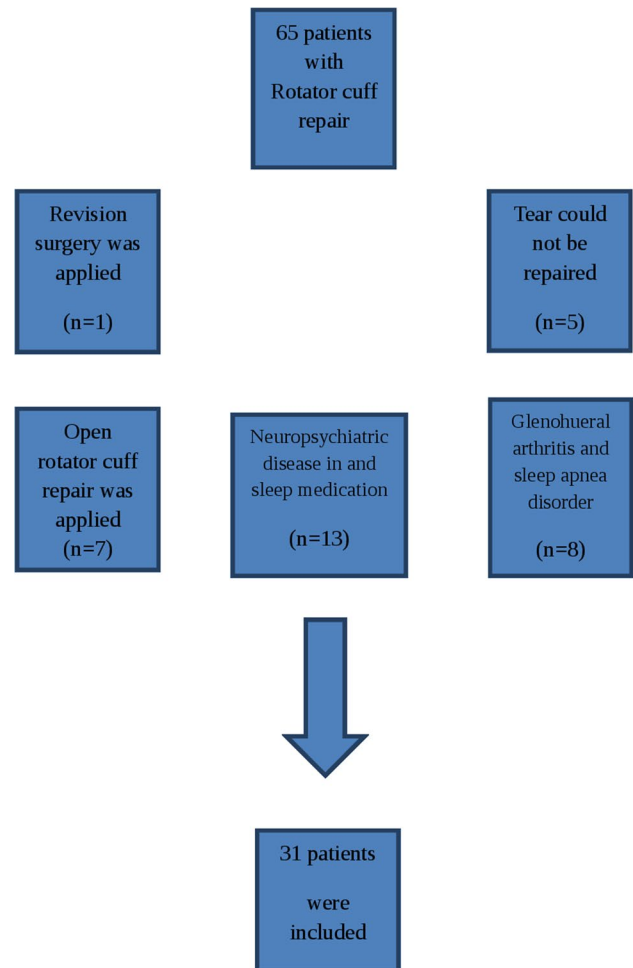 65 patients
with
Rotator cuff
repair
Revision
surgery was
applied
(n=1)
Tear could
not be
repaired
(n=5)
Open
rotator cuff
repair was
applied
(n=7)
Neuropsychiatric
disease in and
sleep medication
(n=13)
Glenohueral
arthritis and
sleep apnea
disorder
(n=8)
31 patients
were
included